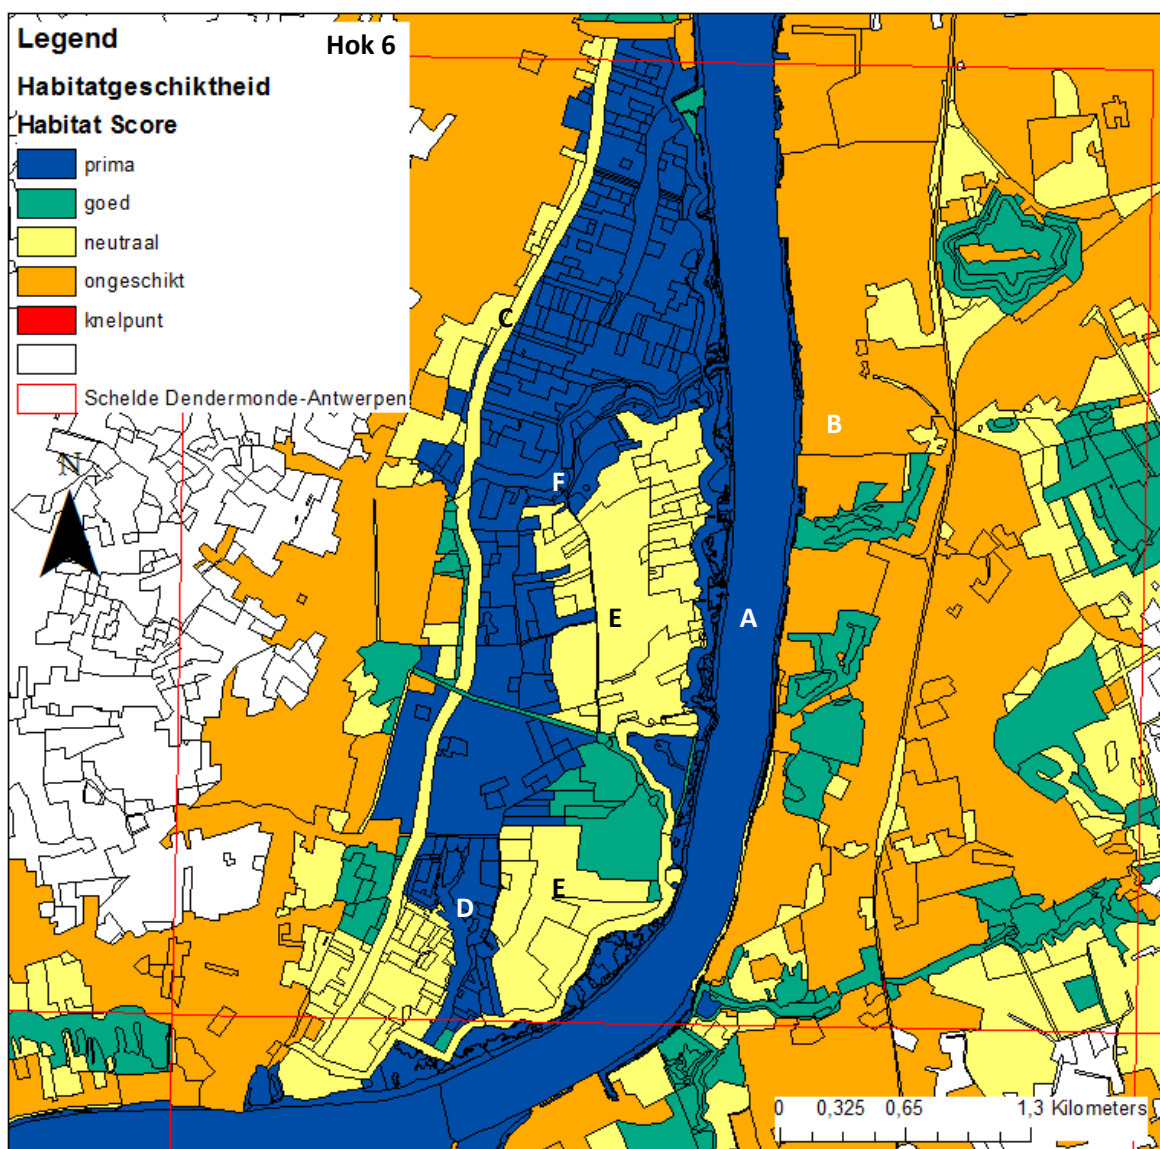 Legend
Hok 6
Habitatgeschiktheid
Habitat Score
prima
goed
neutraal
ongeschikt
knelpunt
Schelde Dendermonde-Antwerpen
C
B
N
F
E
A
E
D
0 0,325 0,65 1,3 Kilometers